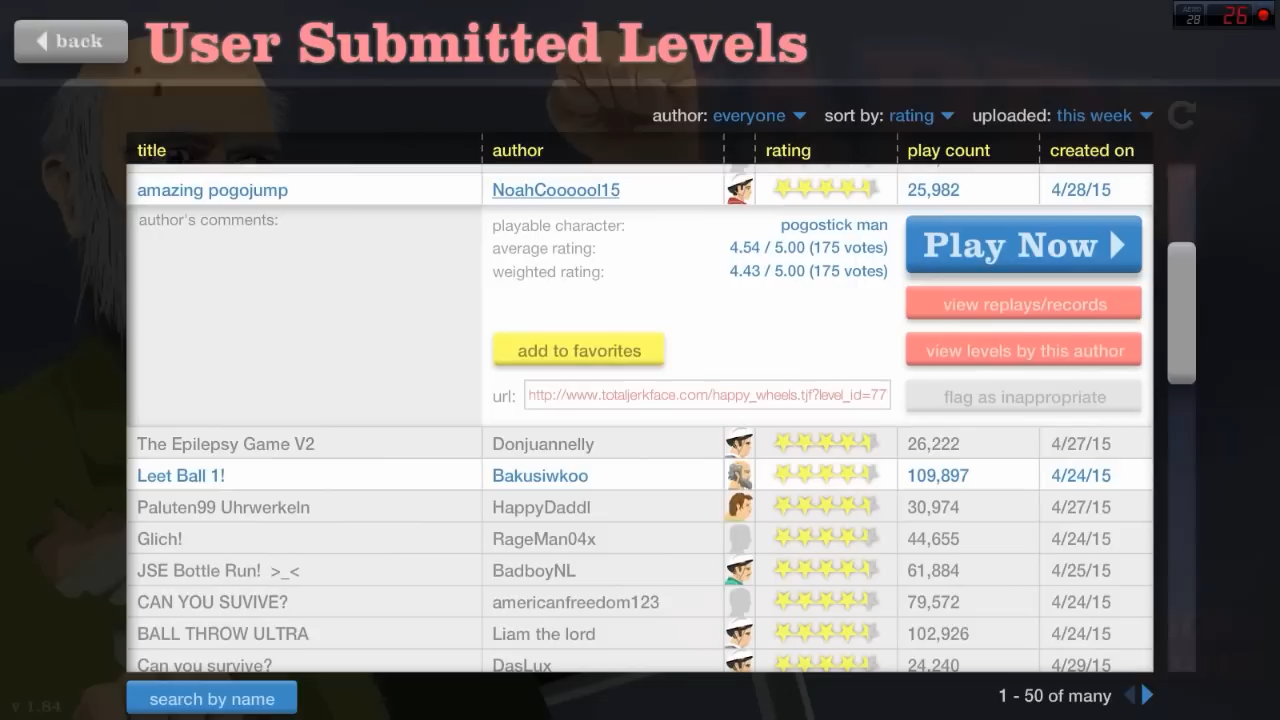 back
User Submitted Levels
AERO
28
26
author: everyone sort by: rating uploaded: this week
title author rating play count created on
amazing pogojump NoahCoooool15 25,982 4/28/15
author's comments:
playable character: pogostick man
average rating: 4.54 / 5.00 (175 votes)
weighted rating: 4.43 / 5.00 (175 votes)
Play Now
view replays/records
add to favorites
view levels by this author
url: http://www.totaljerkface.com/happy_wheels.tjf?level_id=77
flag as inappropriate
The Epilepsy Game V2 Donjuannelly 26,222 4/27/15
Leet Ball 1! Bakusiwkoo 109,897 4/24/15
Paluten99 Uhrwerkeln HappyDaddl 30,974 4/27/15
Glich! RageMan04x 44,655 4/24/15
JSE Bottle Run! >_< BadboyNL 61,884 4/25/15
CAN YOU SUVIVE? americanfreedom123 79,572 4/24/15
BALL THROW ULTRA Liam the lord 102,926 4/24/15
Can you survive? DasLux 24,240 4/29/15
search by name
1 - 50 of many
v 1.84